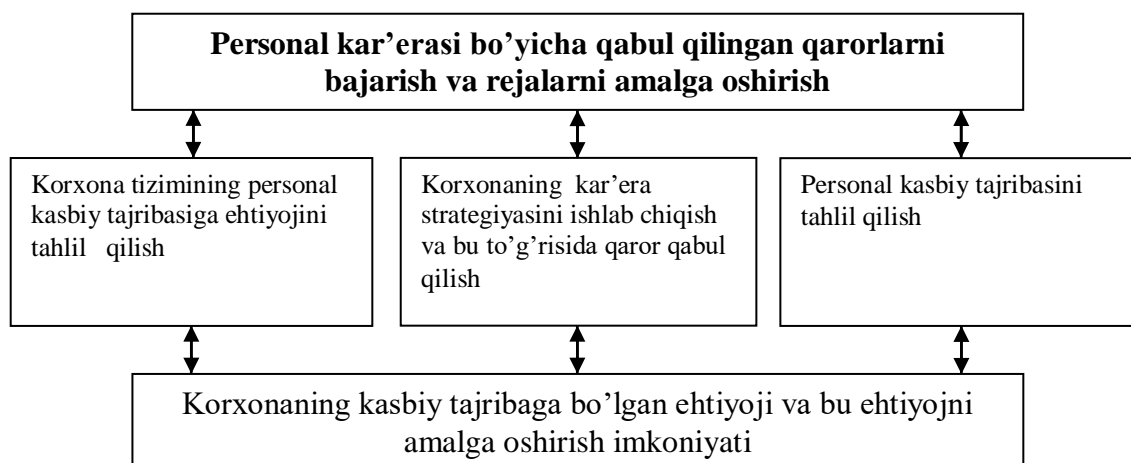 Personal kar’erasi bo’yicha qabul qilingan qarorlarni
bajarish va rejalarni amalga oshirish
Korxona tizimining personal
kasbiy tajribasiga ehtiyojini
tahlil qilish
Korxonaning kar’era
strategiyasini ishlab chiqish
va bu to’g’risida qaror qabul
qilish
Personal kasbiy tajribasini
tahlil qilish
Korxonaning kasbiy tajribaga bo’lgan ehtiyoji va bu ehtiyojni
amalga oshirish imkoniyati